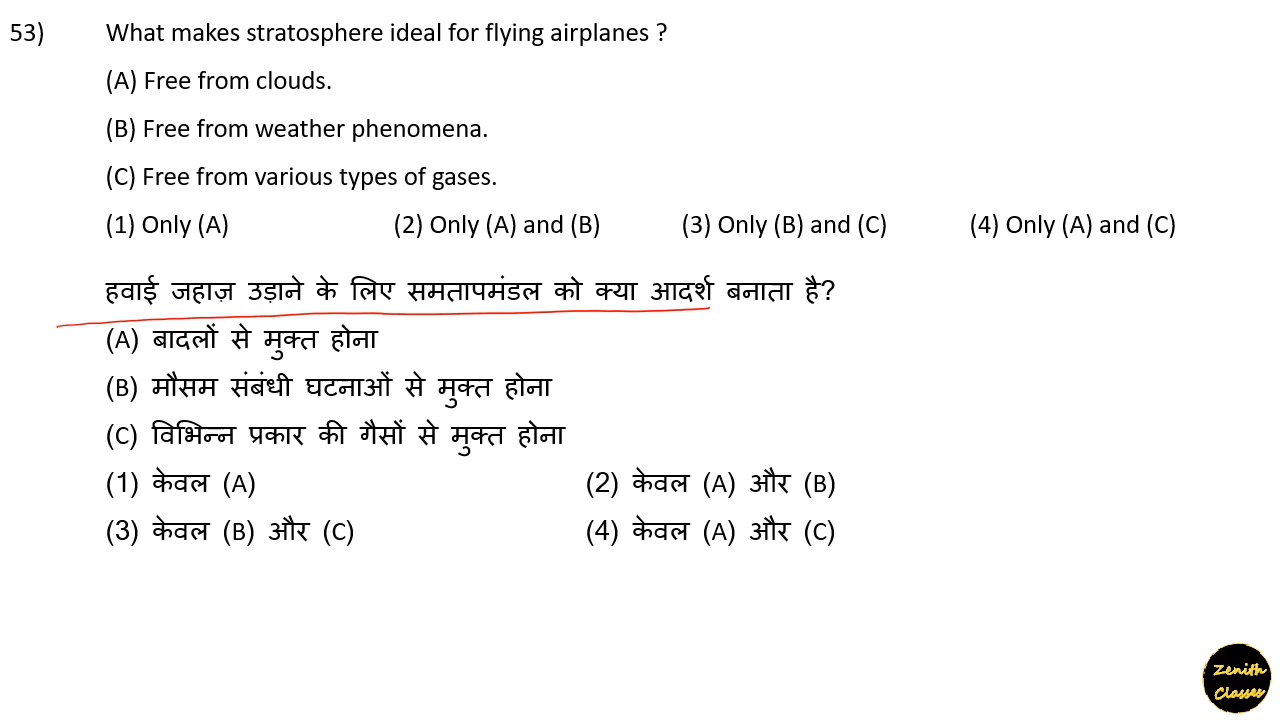 53) What makes stratosphere ideal for flying airplanes ?
(A) Free from clouds.
(B) Free from weather phenomena.
(C) Free from various types of gases.
(1) Only (A) (2) Only (A) and (B) (3) Only (B) and (C) (4) Only (A) and (C)
हवाई जहाज़ उड़ाने के लिए समतापमंडल को क्या आदर्श बनाता है?
(A) बादलों से मुक्त होना
(B) मौसम संबंधी घटनाओं से मुक्त होना
(C) विभिन्न प्रकार की गैसों से मुक्त होना
(1) केवल (A) (2) केवल (A) और (B)
(3) केवल (B) और (C) (4) केवल (A) और (C)
Zenith
Classes